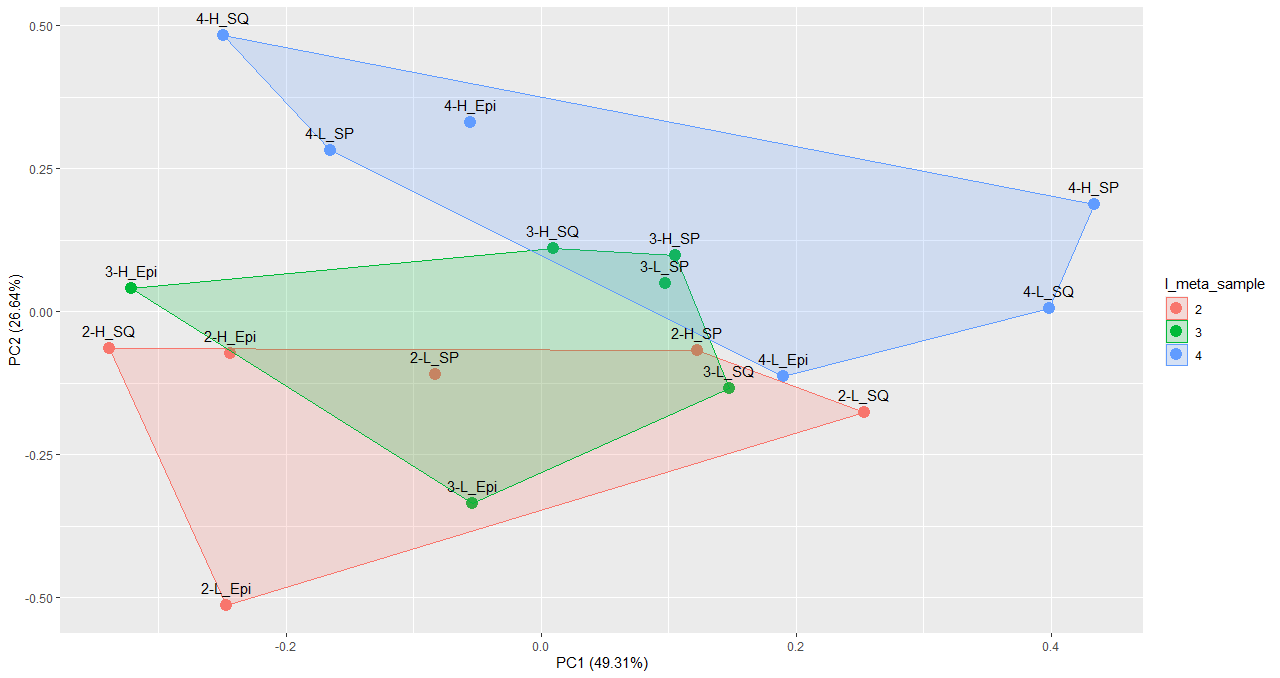 4-H_SQ
4-H_Epi
4-L_SP
4-H_SP
3-H_SQ
3-H_SP
3-L_SP
3-H_Epi
4-L_SQ
2-H_SQ
2-H_Epi
2-H_SP
2-L_SP
4-L_Epi
3-L_SQ
2-L_SQ
3-L_Epi
2-L_Epi
0.50
0.25
0.00
-0.25
-0.50
PC2 (26.64%)
-0.2
0.0
0.2
0.4
PC1 (49.31%)
l_meta_sample
2
3
4